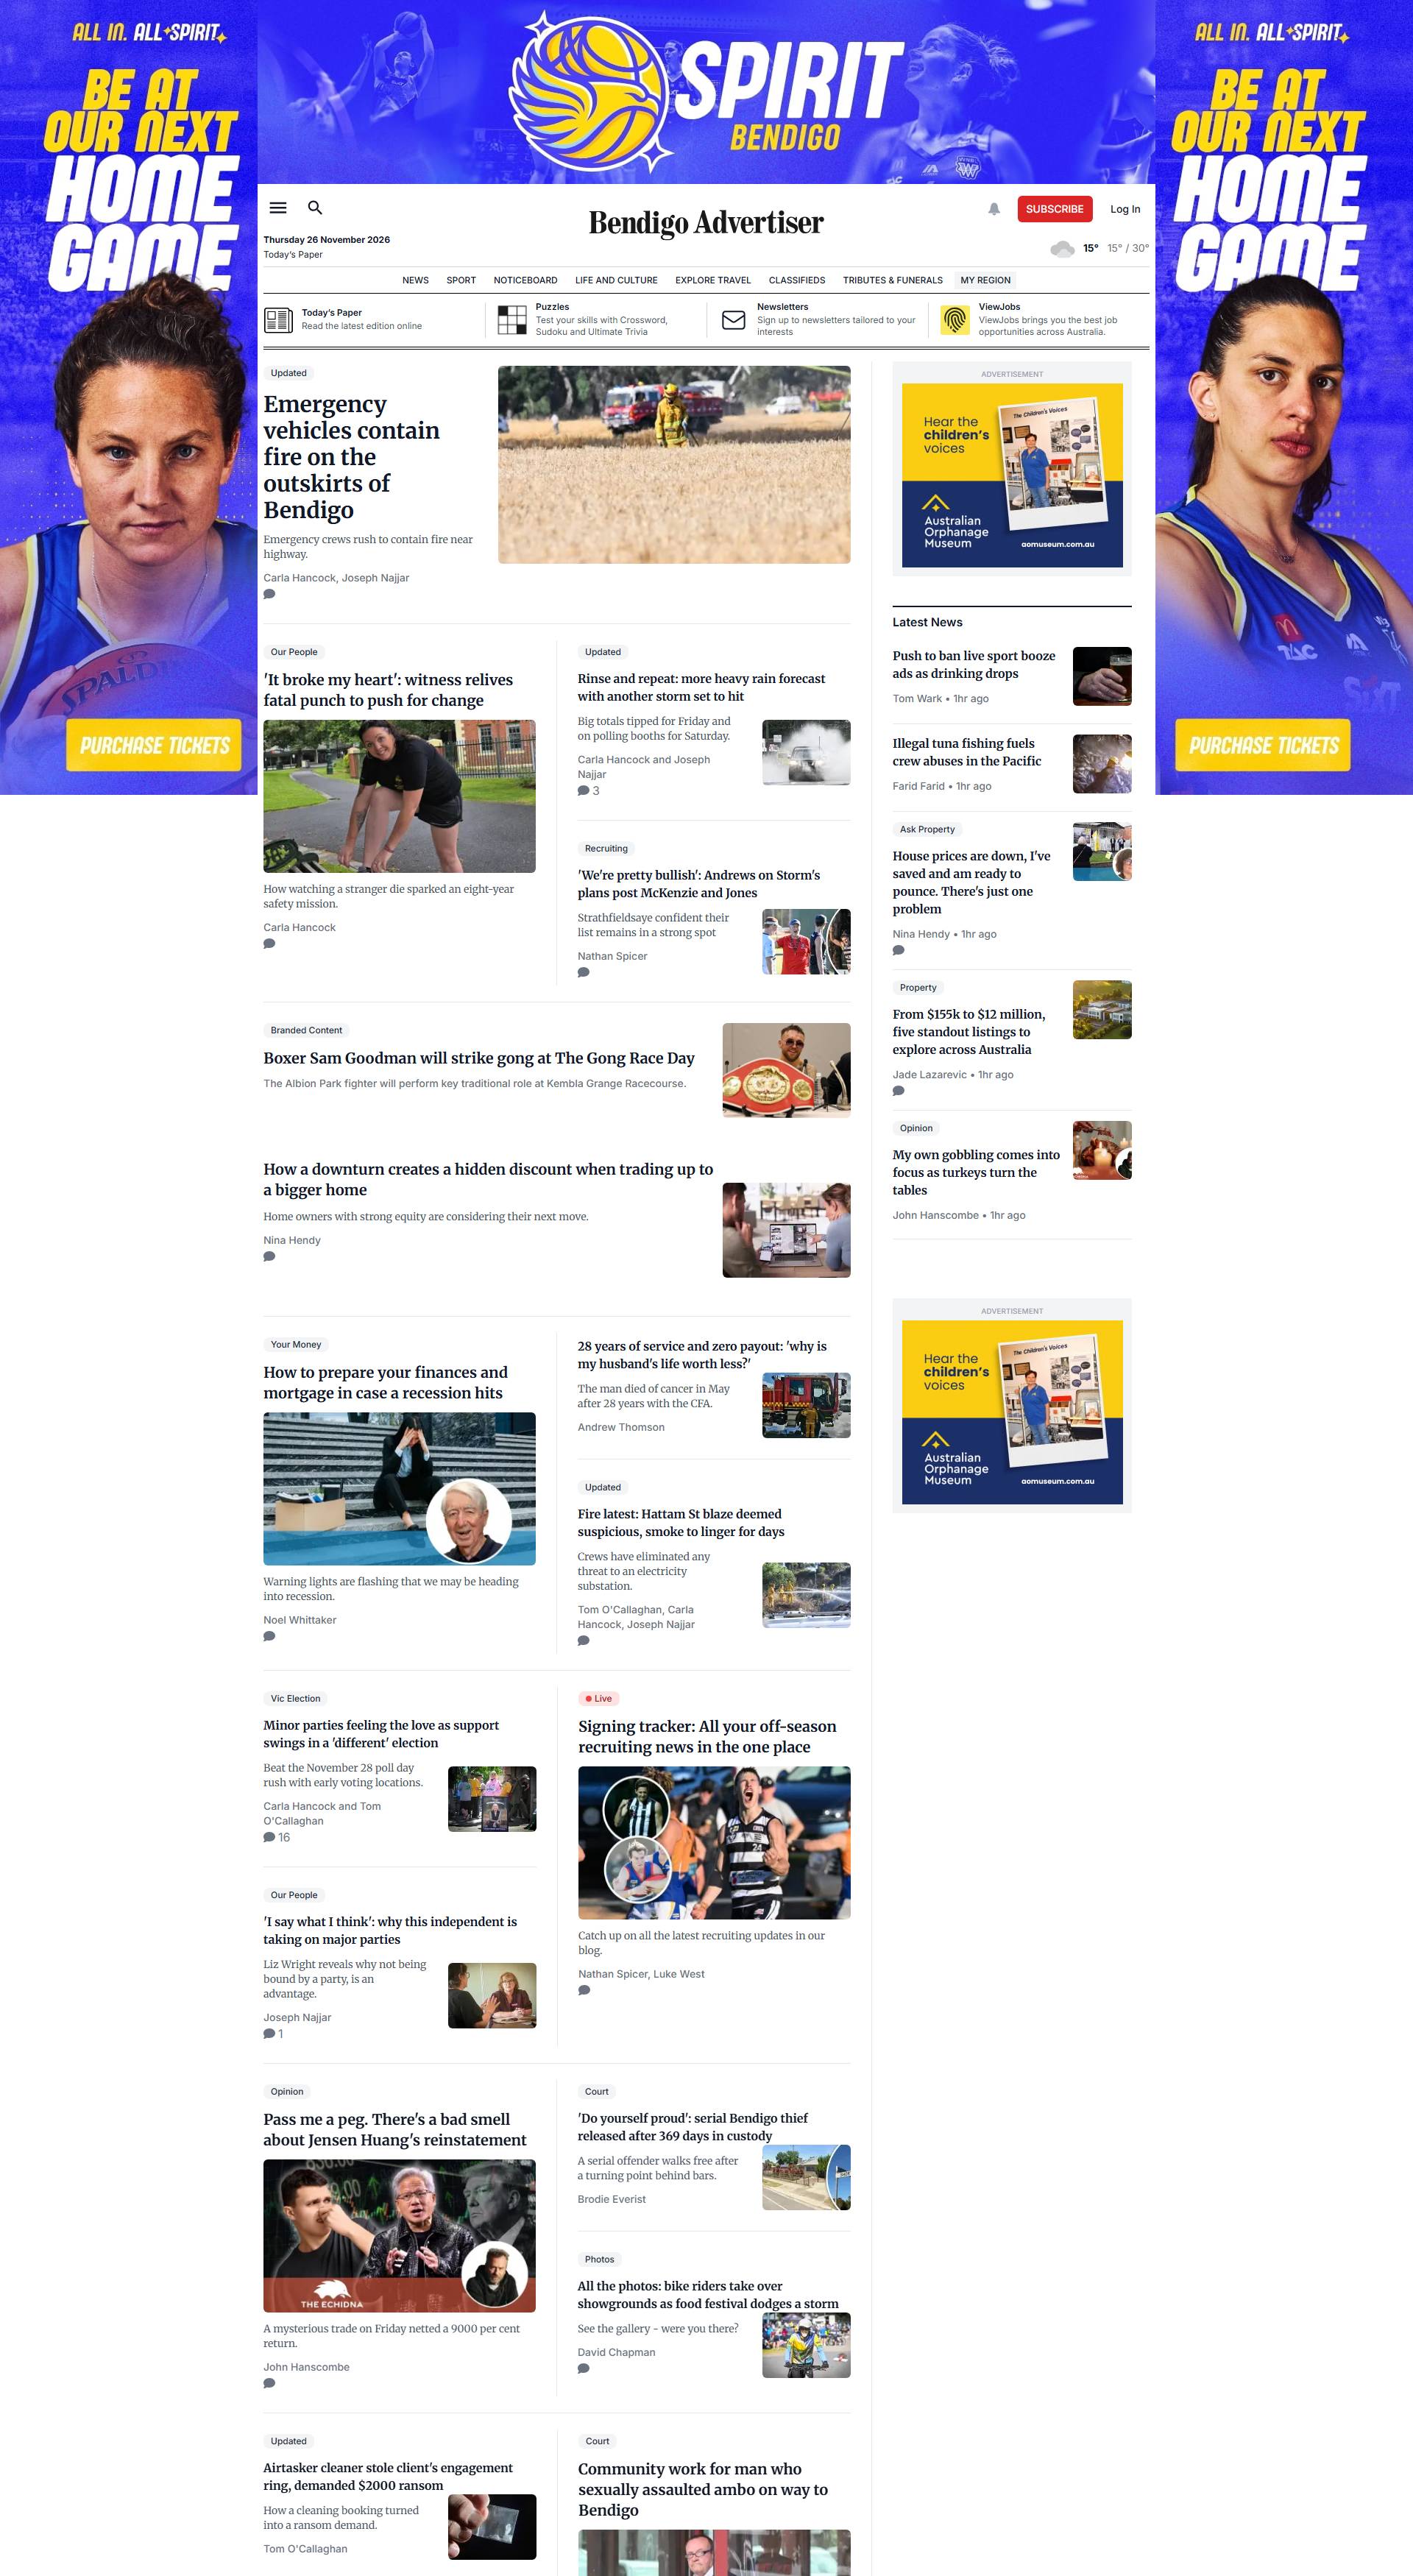 ALL IN. ALL SPIRIT
BE AT
OUR NEXT
HOME
GAME
SPALDING
PURCHASE TICKETS
SPIRIT
BENDIGO
ALL IN. ALL SPIRIT
BE AT
OUR NEXT
HOME
GAME
PURCHASE TICKETS
SUBSCRIBE
Log In
Bendigo Advertiser
Thursday 26 November 2026
Today's Paper
15° 15° / 30°
NEWS SPORT NOTICEBOARD LIFE AND CULTURE EXPLORE TRAVEL CLASSIFIEDS TRIBUTES & FUNERALS MY REGION
Today's Paper
Read the latest edition online
Puzzles
Test your skills with Crossword,
Sudoku and Ultimate Trivia
Newsletters
Sign up to newsletters tailored to your
interests
ViewJobs
ViewJobs brings you the best job
opportunities across Australia.
Updated
Emergency
vehicles contain
fire on the
outskirts of
Bendigo
Emergency crews rush to contain fire near
highway.
Carla Hancock, Joseph Najjar
Our People
'It broke my heart': witness relives
fatal punch to push for change
How watching a stranger die sparked an eight-year
safety mission.
Carla Hancock
Updated
Rinse and repeat: more heavy rain forecast
with another storm set to hit
Big totals tipped for Friday and
on polling booths for Saturday.
Carla Hancock and Joseph
Najjar
3
Recruiting
'We're pretty bullish': Andrews on Storm's
plans post McKenzie and Jones
Strathfieldsaye confident their
list remains in a strong spot
Nathan Spicer
Branded Content
Boxer Sam Goodman will strike gong at The Gong Race Day
The Albion Park fighter will perform key traditional role at Kembla Grange Racecourse.
How a downturn creates a hidden discount when trading up to
a bigger home
Home owners with strong equity are considering their next move.
Nina Hendy
Your Money
How to prepare your finances and
mortgage in case a recession hits
Warning lights are flashing that we may be heading
into recession.
Noel Whittaker
28 years of service and zero payout: 'why is
my husband's life worth less?'
The man died of cancer in May
after 28 years with the CFA.
Andrew Thomson
Updated
Fire latest: Hattam St blaze deemed
suspicious, smoke to linger for days
Crews have eliminated any
threat to an electricity
substation.
Tom O'Callaghan, Carla
Hancock, Joseph Najjar
Vic Election
Minor parties feeling the love as support
swings in a 'different' election
Beat the November 28 poll day
rush with early voting locations.
Carla Hancock and Tom
O'Callaghan
16
Our People
'I say what I think': why this independent is
taking on major parties
Liz Wright reveals why not being
bound by a party, is an
advantage.
Joseph Najjar
1
Live
Signing tracker: All your off-season
recruiting news in the one place
Catch up on all the latest recruiting updates in our
blog.
Nathan Spicer, Luke West
Opinion
Pass me a peg. There's a bad smell
about Jensen Huang's reinstatement
THE ECHIDNA
A mysterious trade on Friday netted a 9000 per cent
return.
John Hanscombe
Court
'Do yourself proud': serial Bendigo thief
released after 369 days in custody
A serial offender walks free after
a turning point behind bars.
Brodie Everist
Photos
All the photos: bike riders take over
showgrounds as food festival dodges a storm
See the gallery - were you there?
David Chapman
Updated
Airtasker cleaner stole client's engagement
ring, demanded $2000 ransom
How a cleaning booking turned
into a ransom demand.
Tom O'Callaghan
Court
Community work for man who
sexually assaulted ambo on way to
Bendigo
ADVERTISEMENT
Hear the
children's
voices
The Children's Voices
Australian
Orphanage
Museum
aomuseum.com.au
Latest News
Push to ban live sport booze
ads as drinking drops
Tom Wark • 1hr ago
Illegal tuna fishing fuels
crew abuses in the Pacific
Farid Farid • 1hr ago
Ask Property
House prices are down, I've
saved and am ready to
pounce. There's just one
problem
Nina Hendy • 1hr ago
Property
From $155k to $12 million,
five standout listings to
explore across Australia
Jade Lazarevic • 1hr ago
Opinion
My own gobbling comes into
focus as turkeys turn the
tables
John Hanscombe • 1hr ago
ADVERTISEMENT
Hear the
children's
voices
The Children's Voices
Australian
Orphanage
Museum
aomuseum.com.au